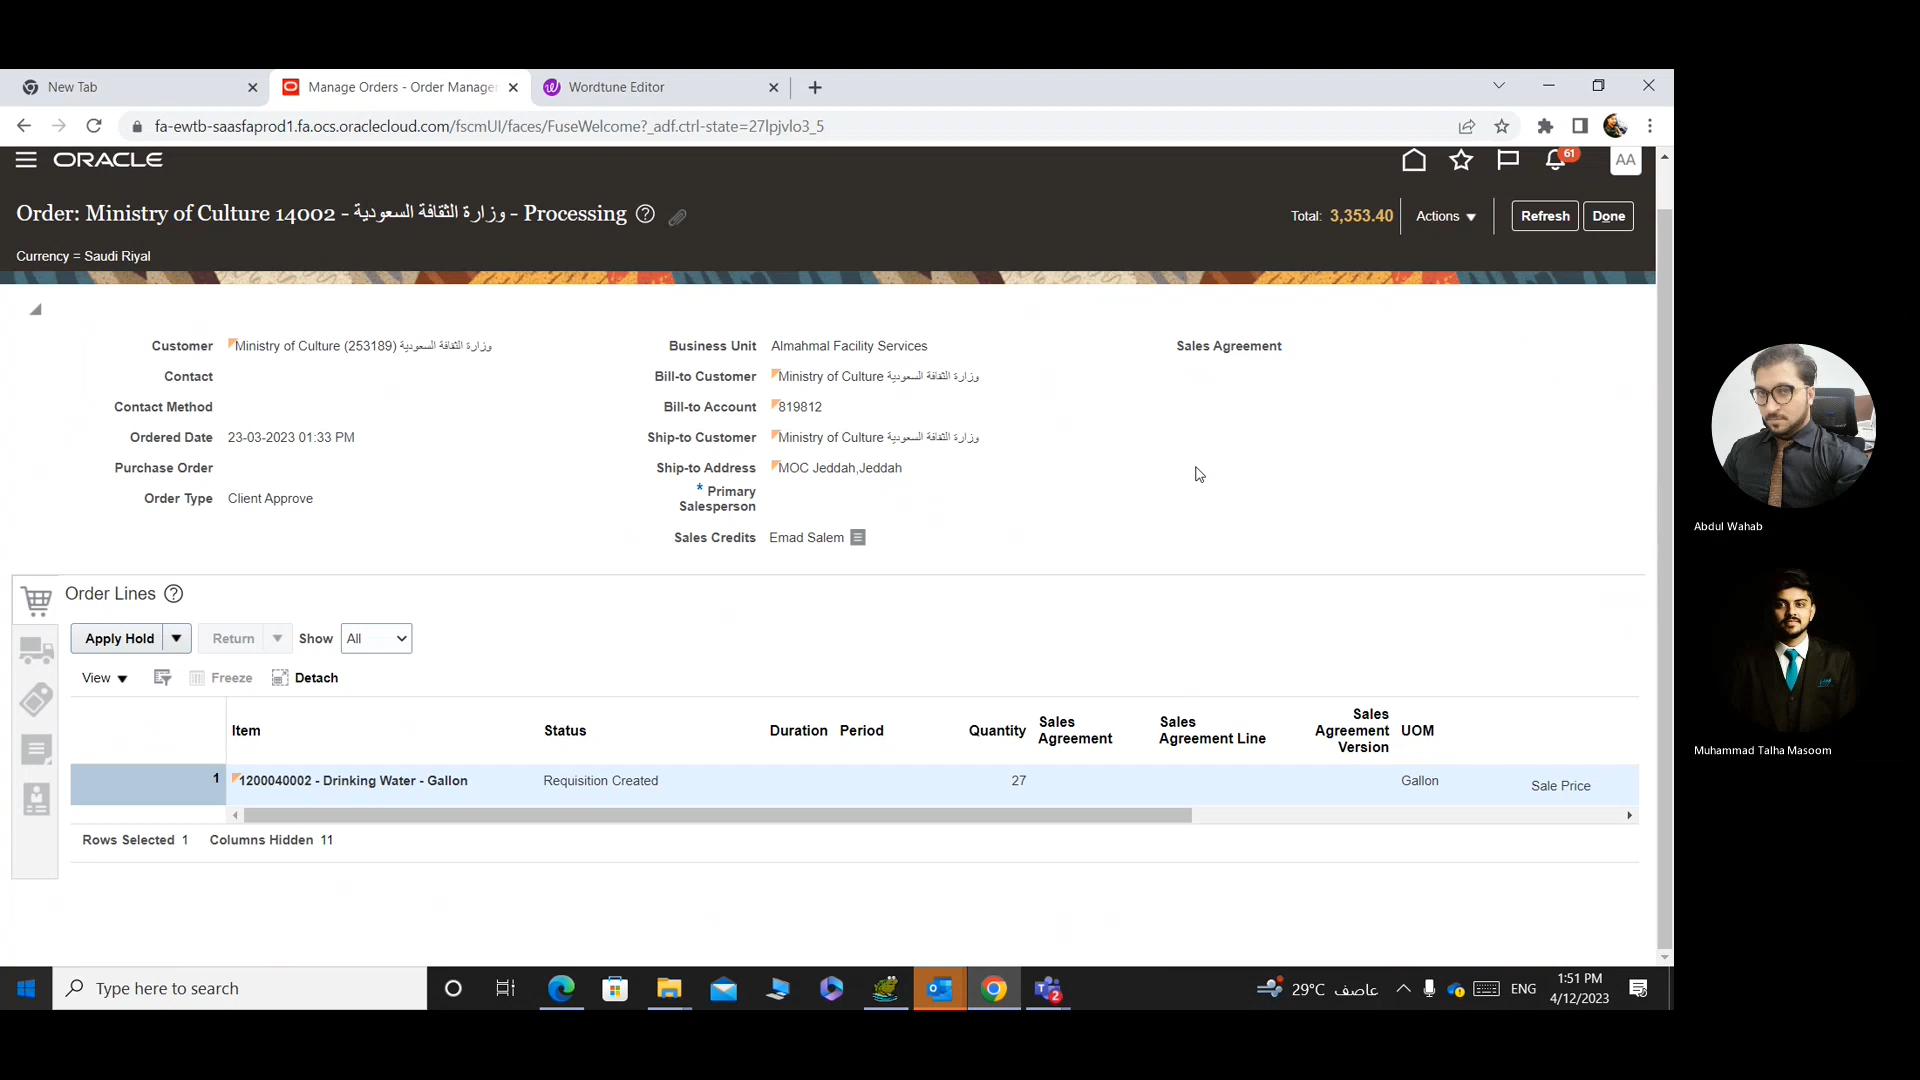 New Tab
Manage Orders - Order Manage
Wordtune Editor
fa-ewtb-saasfaprod1.fa.ocs.oraclecloud.com/fscmUI/faces/FuseWelcome?_adf.ctrl-state=27lpjvlo3_5
ORACLE
61
AA
Order: Ministry of Culture 14002 - وزارة الثقافة السعودية - Processing
Total: 3,353.40
Actions
Refresh
Done
Currency = Saudi Riyal
Customer Ministry of Culture (253189) وزارة الثقافة السعودية
Contact
Contact Method
Ordered Date 23-03-2023 01:33 PM
Purchase Order
Order Type Client Approve
Business Unit Almahmal Facility Services
Bill-to Customer Ministry of Culture وزارة الثقافة السعودية
Bill-to Account 819812
Ship-to Customer Ministry of Culture وزارة الثقافة السعودية
Ship-to Address MOC Jeddah,Jeddah
* Primary
Salesperson
Sales Credits Emad Salem
Sales Agreement
Order Lines
Apply Hold Return Show All
View Freeze Detach
Item Status Duration Period Quantity Sales Agreement Sales Agreement Line Sales Agreement Version UOM
1 1200040002 - Drinking Water - Gallon Requisition Created 27 Gallon Sale Price
Rows Selected 1 Columns Hidden 11
Abdul Wahab
Muhammad Talha Masoom
Type here to search
2
29°C عاصف
ENG
1:51 PM
4/12/2023